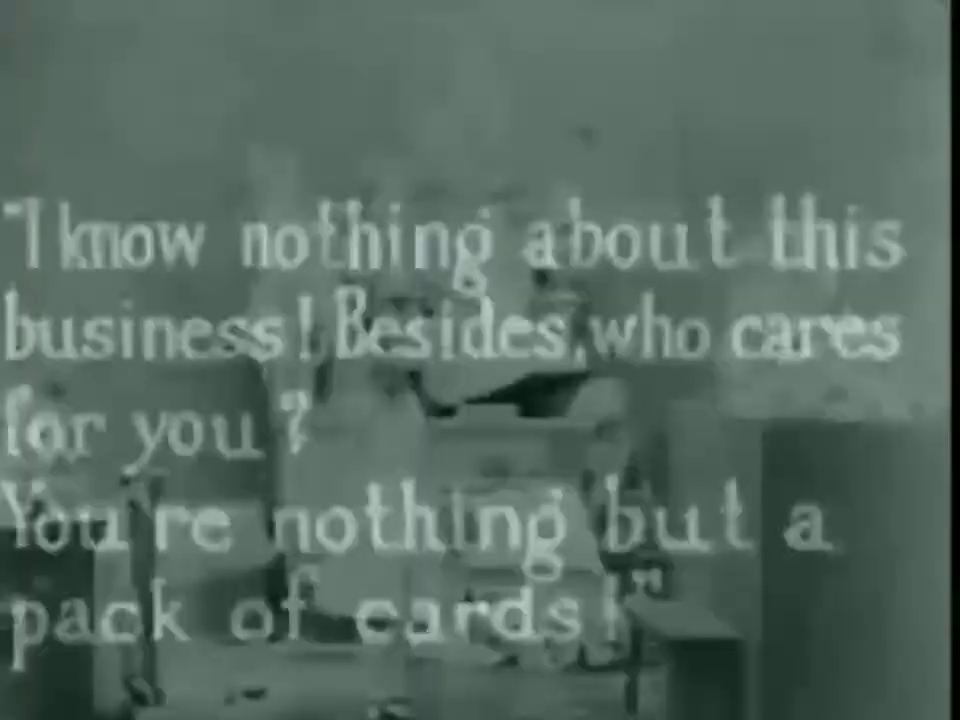 "I know nothing about this
business! Besides, who cares
for you?
You're nothing but a
pack of cards!"